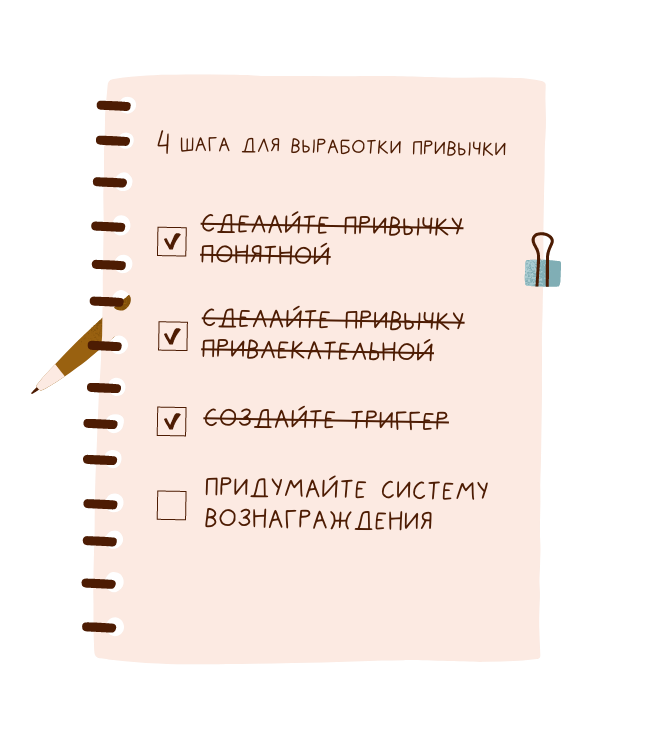 4 ШАГА ДЛЯ ВЫРАБОТКИ ПРИВЫЧКИ
СДЕЛАЙТЕ ПРИВЫЧКУ
ПОНЯТНОЙ
СДЕЛАЙТЕ ПРИВЫЧКУ
ПРИВЛЕКАТЕЛЬНОЙ
СОЗДАЙТЕ ТРИГГЕР
ПРИДУМАЙТЕ СИСТЕМУ
ВОЗНАГРАЖДЕНИЯ